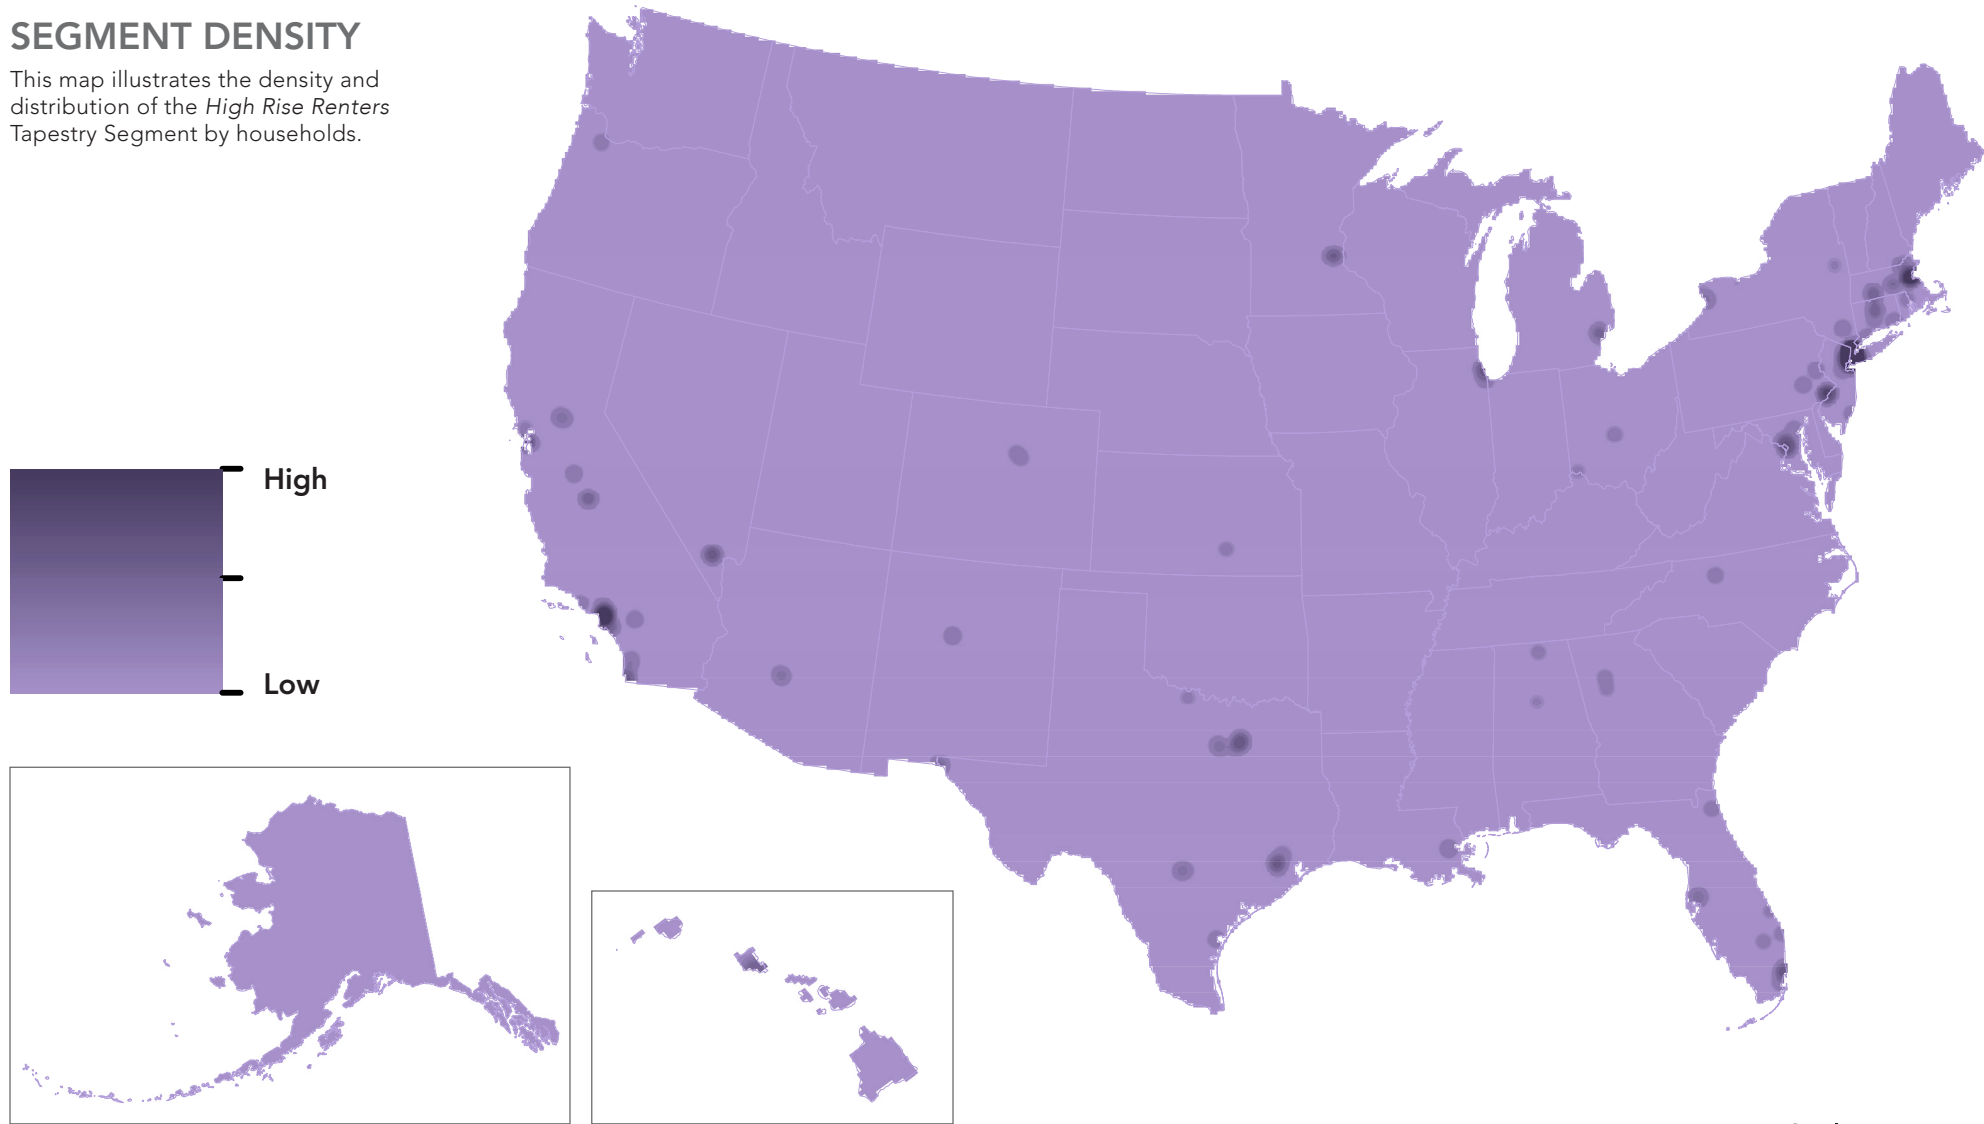 SEGMENT DENSITY
This map illustrates the density and
distribution of the High Rise Renters
Tapestry Segment by households.
High
Low